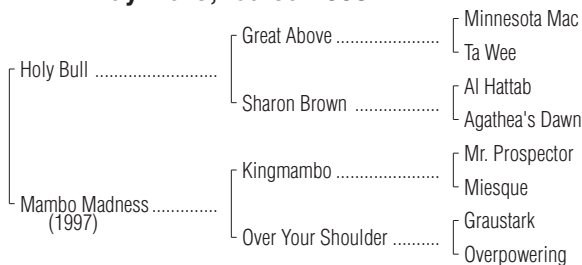 Minnesota Mac
Great Above
Ta Wee
Holy Bull
Al Hattab
Sharon Brown
Agathea's Dawn
Mr. Prospector
Kingmambo
Miesque
Mambo Madness
(1997)
Graustark
Over Your Shoulder
Overpowering